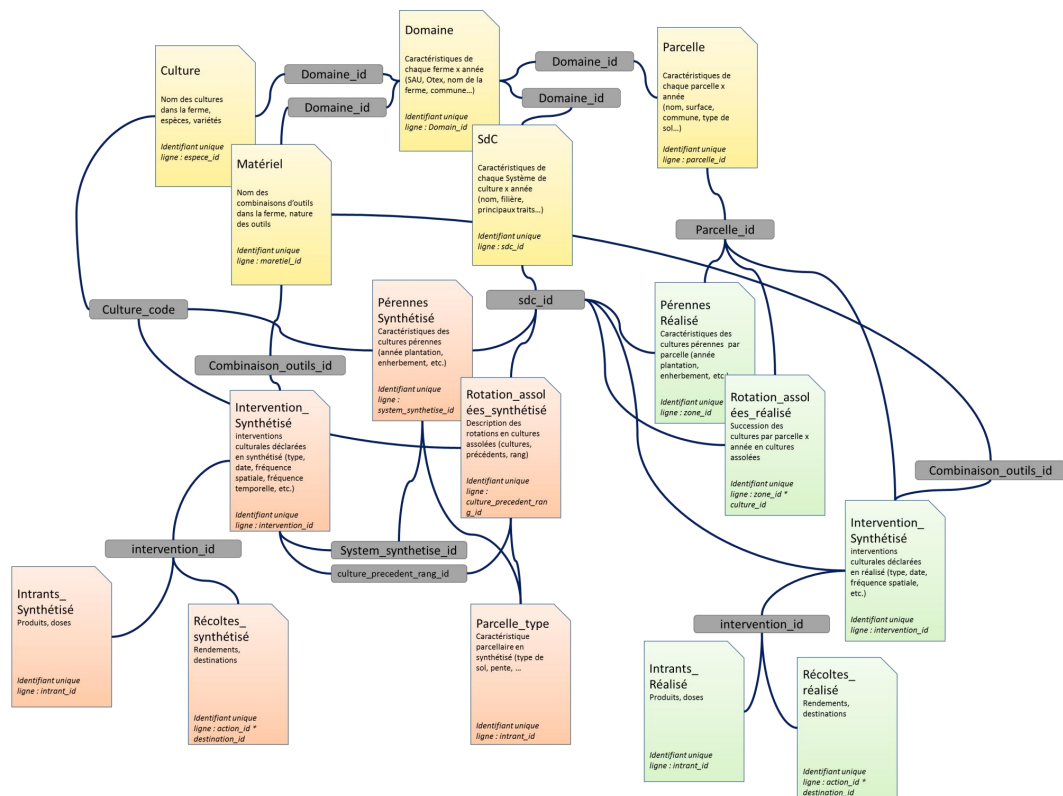 Domaine
Caractéristiques de
chaque ferme x année
(SAU, Otex, nom de la
ferme, commune...)
Identifiant unique
ligne : Domain_id
Parcelle
Caractéristiques de
chaque parcelle x
année
(nom, surface,
commune, type de
sol...)
Identifiant unique
ligne : parcelle_id
Culture
Nom des cultures
dans la ferme,
espèces, variétés
Identifiant unique
ligne : espece_id
Domaine_id
Domaine_id
Domaine_id
Domaine_id
Matériel
Nom des
combinaisons d'outils
dans la ferme, nature
des outils
Identifiant unique
ligne : maretiel_id
SdC
Caractéristiques de
chaque Système de
culture x année
(nom, filière,
principaux traits...)
Identifiant unique
ligne : sdc_id
Parcelle_id
Culture_code
sdc_id
Pérennes
Synthétisé
Caractéristiques des
cultures pérennes
(année plantation,
enherbement, etc.)
Identifiant unique
ligne :
system_synthetise_id
Pérennes
Réalisé
Caractéristiques des
cultures pérennes par
parcelle (année
plantation,
enherbement, etc.)
Identifiant unique
ligne : zone_id
Combinaison_outils_id
Intervention_
Synthétisé
interventions
culturales déclarées
en synthétisé (type,
date, fréquence
spatiale, fréquence
temporelle, etc.)
Identifiant unique
ligne : intervention_id
Rotation_assol
ées_synthétisé
Description des
rotations en cultures
assolées (cultures,
précédents, rang)
Identifiant unique
ligne :
culture_precedent_ran
g_id
Rotation_assol
ées_réalisé
Succession des
cultures par parcelle x
année en cultures
assolées
Identifiant unique
ligne : zone_id *
culture_id
Combinaison_outils_id
Intervention_
Synthétisé
interventions
culturales déclarées
en réalisé (type, date,
fréquence spatiale,
etc.)
Identifiant unique
ligne : intervention_id
intervention_id
System_synthetise_id
culture_precedent_rang_id
Intrants_
Synthétisé
Produits, doses
Identifiant unique
ligne : intrant_id
Récoltes_
synthétisé
Rendements,
destinations
Identifiant unique
ligne : action_id *
destination_id
Parcelle_type
Caractéristique
parcellaire en
synthétisé (type de
sol, pente, ...
Identifiant unique
ligne : intrant_id
intervention_id
Intrants_
Réalisé
Produits, doses
Identifiant unique
ligne : intrant_id
Récoltes_
réalisé
Rendements,
destinations
Identifiant unique
ligne : action_id *
destination_id